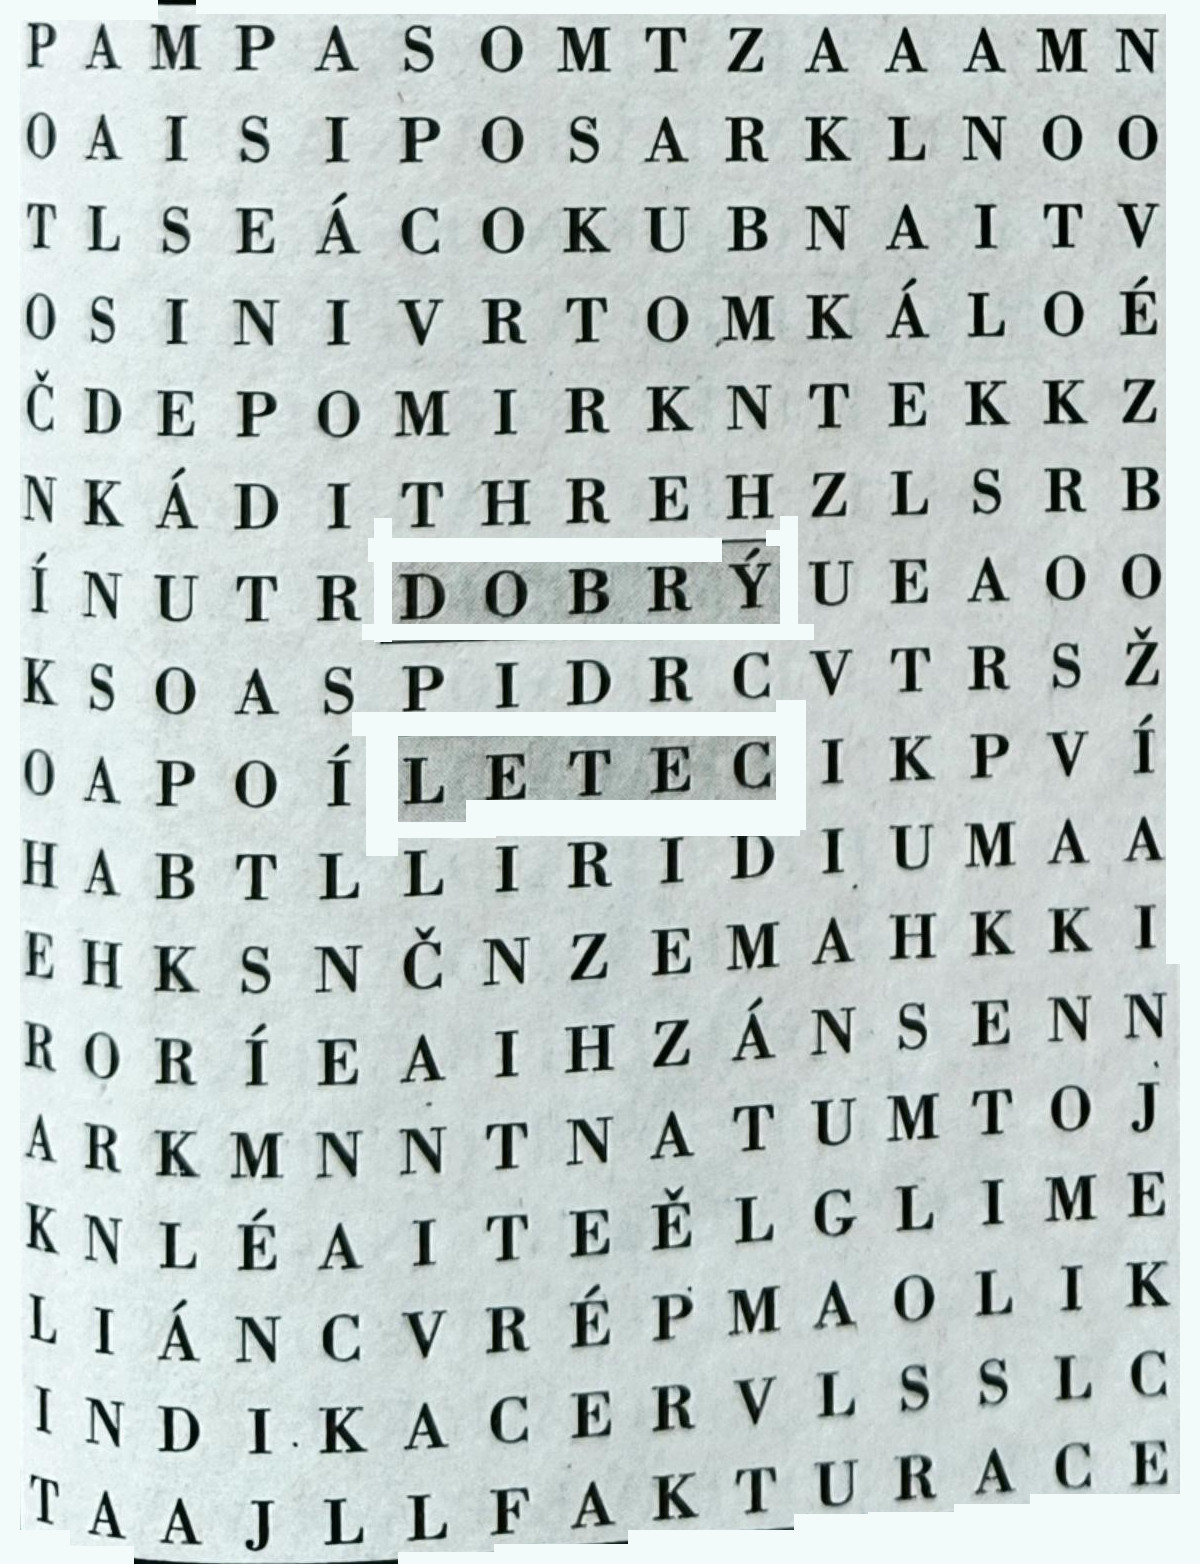 P A M P A S O M T Z A A A M N
O A I S I P O S A R K L N O O
T L S E Á C O K U B N A I T V
O S I N I V R T O M K Á L O É
Č D E P O M I R K N T E K K Z
N K Á D I T H R E H Z L S R B
Í N U T R D O B R Ý U E A O O
K S O A S P I D R C V T R S Ž
O A P O Í L E T E C I K P V Í
H A B T L L I R I D I U M A A
E H K S N Č N Z E M A H K K I
R O R Í E A I H Z Á N S E N N
A R K M N N T N A T U M T O J
K N L É A I T E Ě L G L I M E
L I Á N C V R É P M A O L I K
I N D I K A C E R V L S S L C
T A A J L L F A K T U R A C E